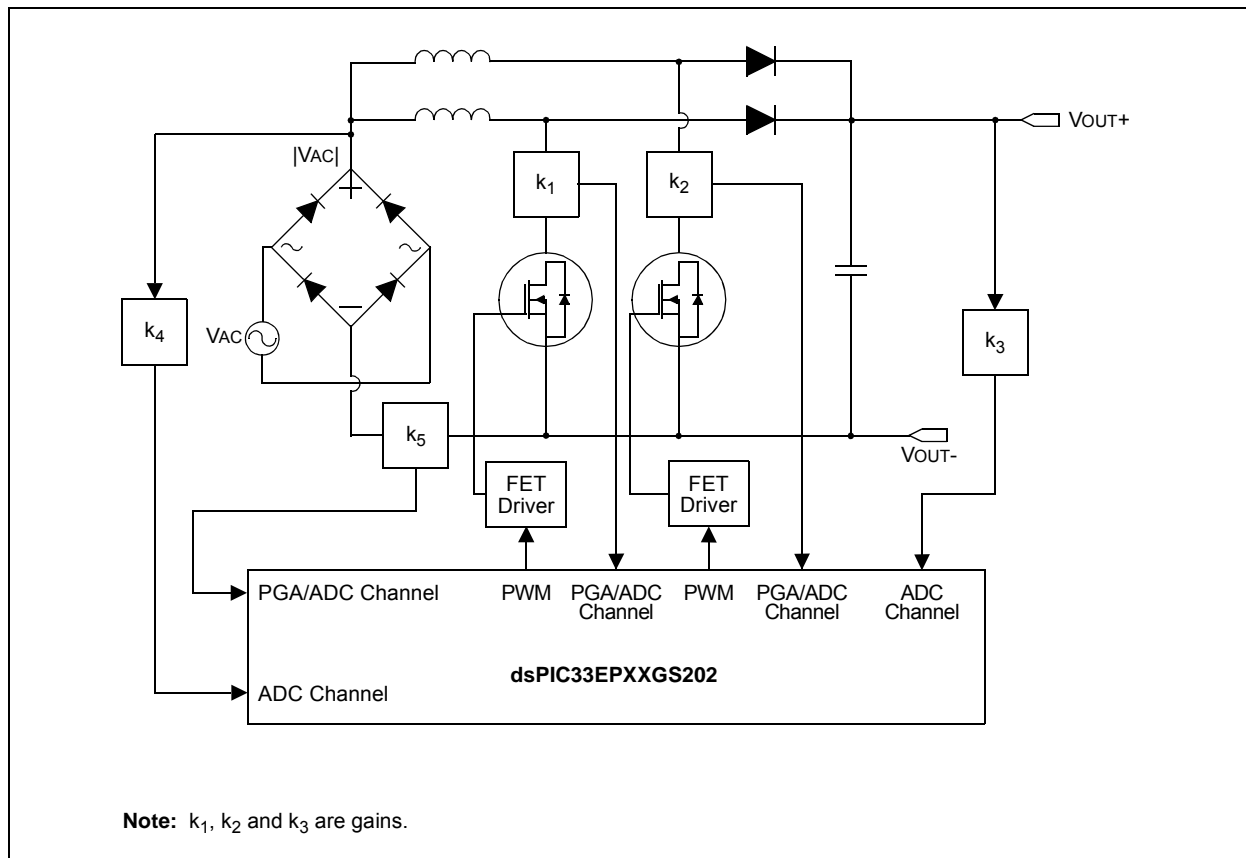 VOUT+
|VAC|
k1
k2
k4
VAC
k3
k5
VOUT-
FET
Driver
FET
Driver
PGA/ADC Channel
PWM
PGA/ADC
Channel
PWM
PGA/ADC
Channel
ADC
Channel
dsPIC33EPXXGS202
ADC Channel
Note: k1, k2 and k3 are gains.